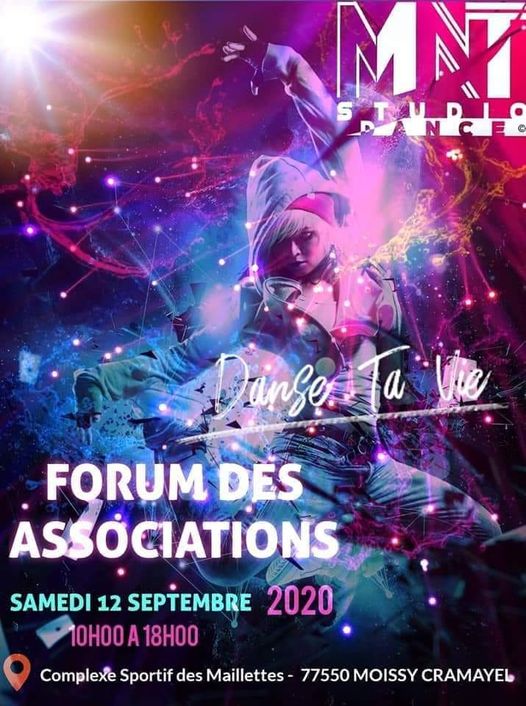 MNT
STUDIO
DANCE©
Danse Ta Vie
FORUM DES
ASSOCIATIONS
SAMEDI 12 SEPTEMBRE 2020
10H00 A 18H00
Complexe Sportif des Maillettes - 77550 MOISSY CRAMAYEL